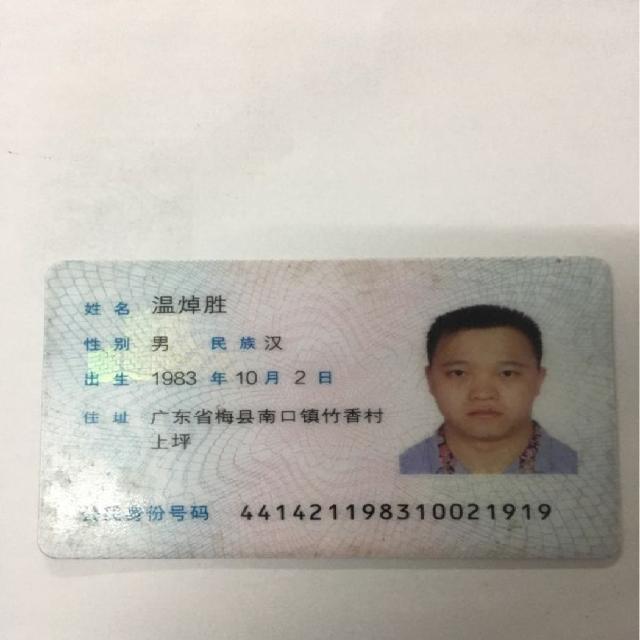 姓名 温焯胜
性别 男 民族 汉
出生 1983 年 10 月 2 日
住址 广东省梅县南口镇竹香村
上坪
公民身份号码 441421198310021919